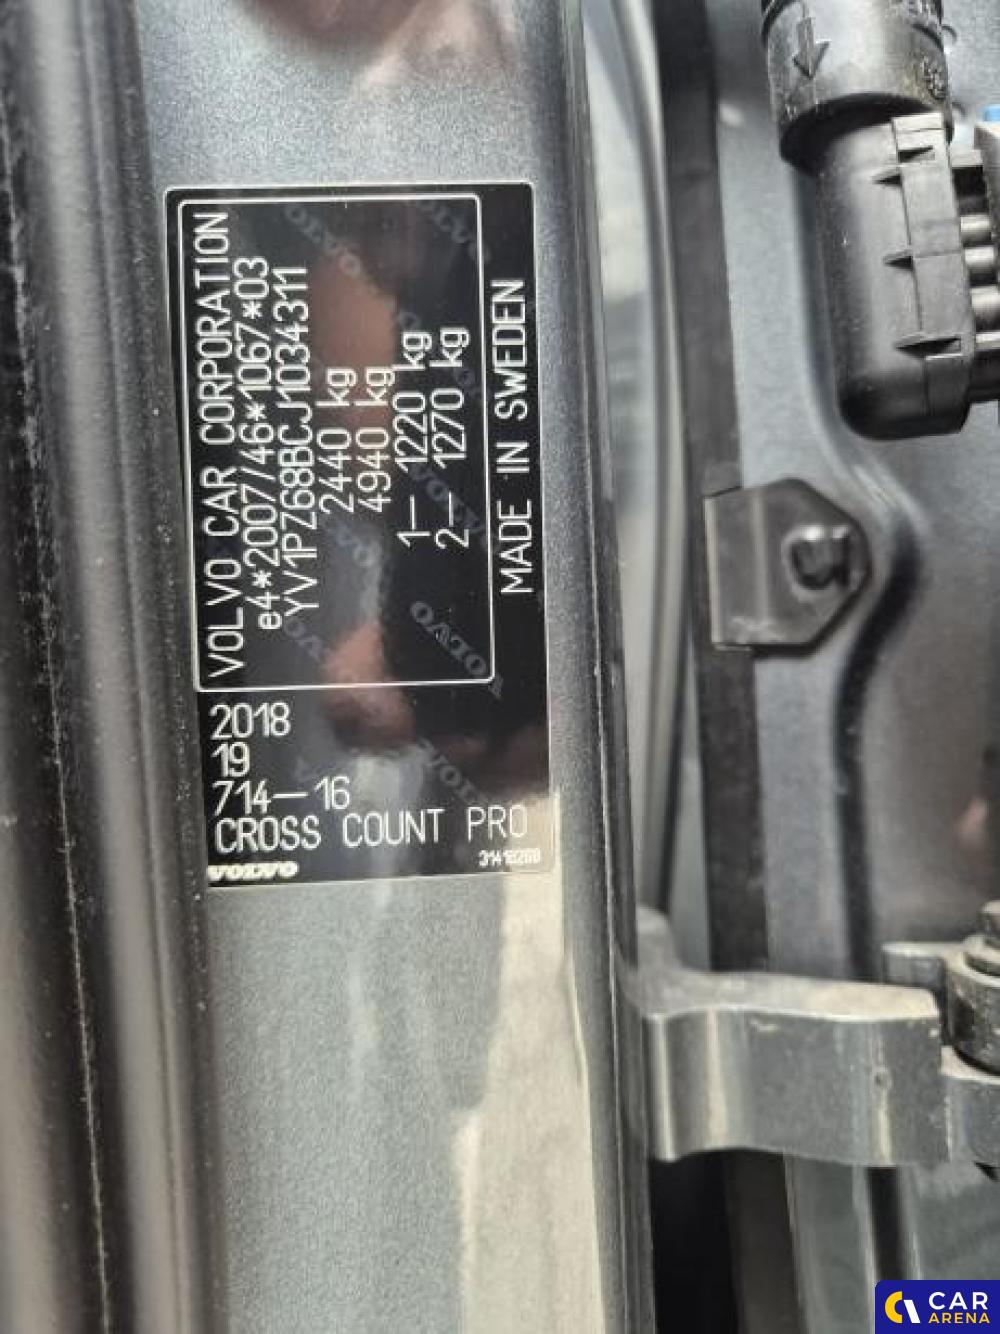 VOLVO CAR CORPORATION
e4*2007/46*1067*03
YV1PZ68BCJ1034311
2440 kg
4940 kg
1– 1220 kg
2– 1270 kg
MADE IN SWEDEN
2018
19
714–16
CROSS COUNT PRO
VOLVO
CAR
ARENA